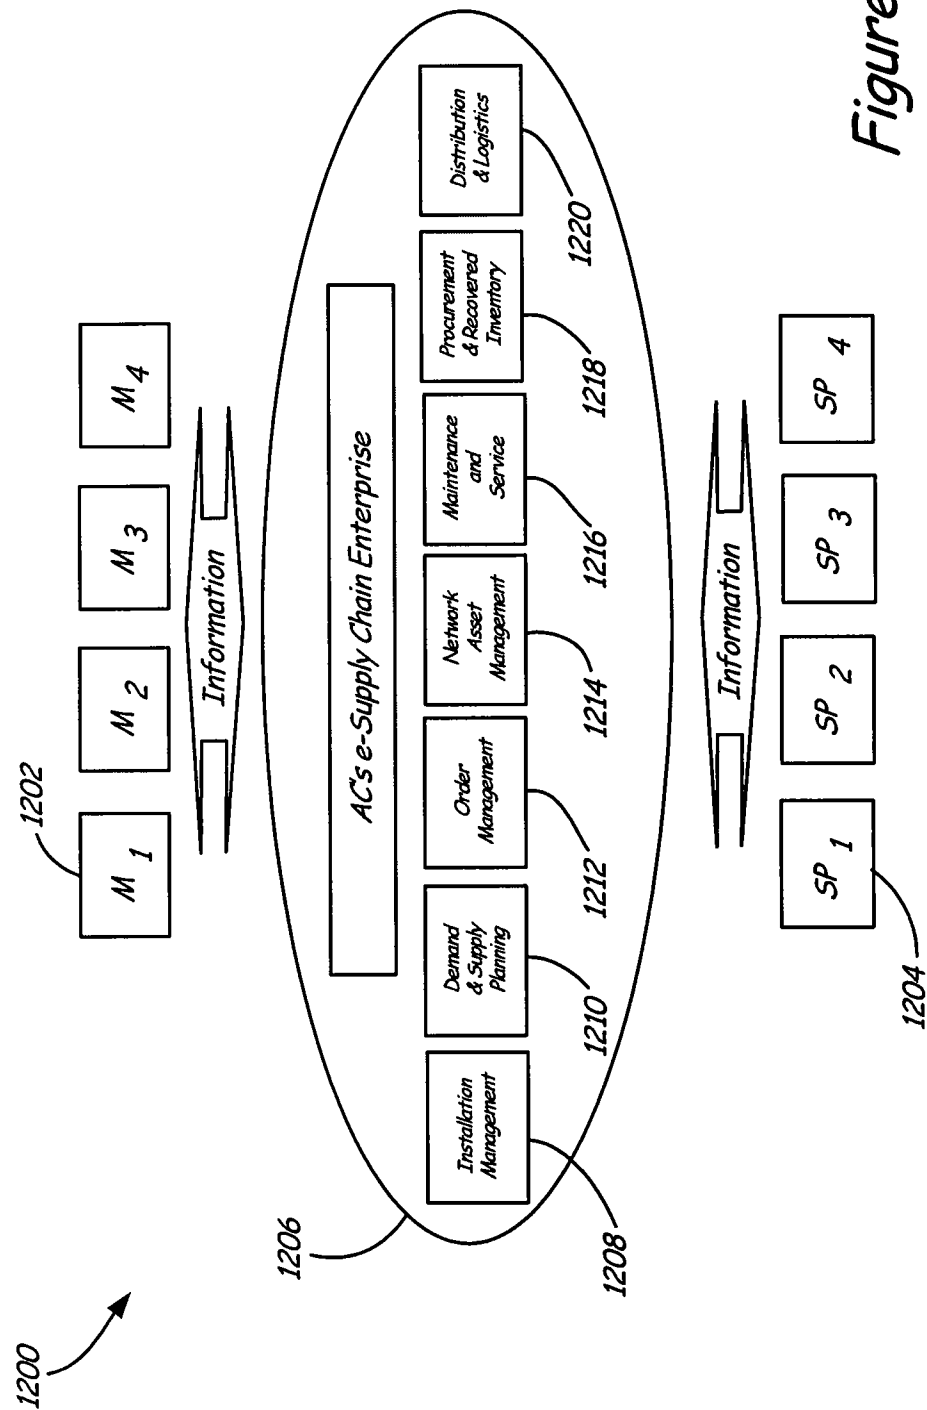 1200
1202
M 1
M 2
M 3
M 4
Information
1206
AC's e-Supply Chain Enterprise
Installation
Management
Demand
& Supply
Planning
Order
Management
Network
Asset
Management
Maintenance
and
Service
Procurement
& Recovered
Inventory
Distribution
& Logistics
1208
1210
1212
1214
1216
1218
1220
Information
SP 1
SP 2
SP 3
SP 4
1204
Figure